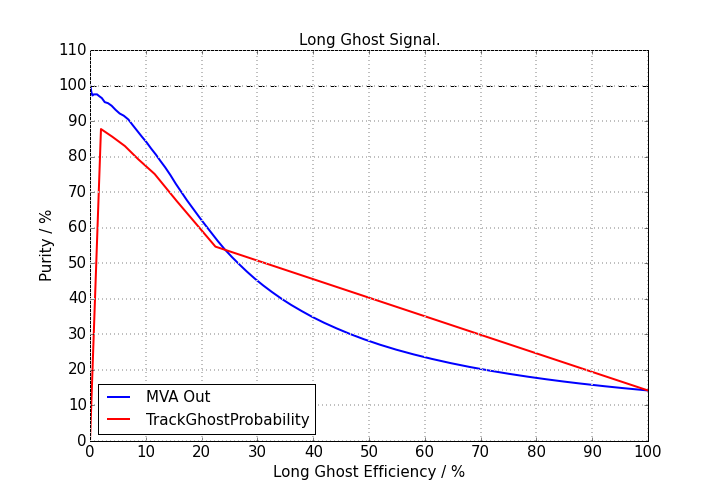 Long Ghost Signal.
110
100
90
80
70
60
50
40
30
20
10
0
Purity / %
MVA Out
TrackGhostProbability
0 10 20 30 40 50 60 70 80 90 100
Long Ghost Efficiency / %